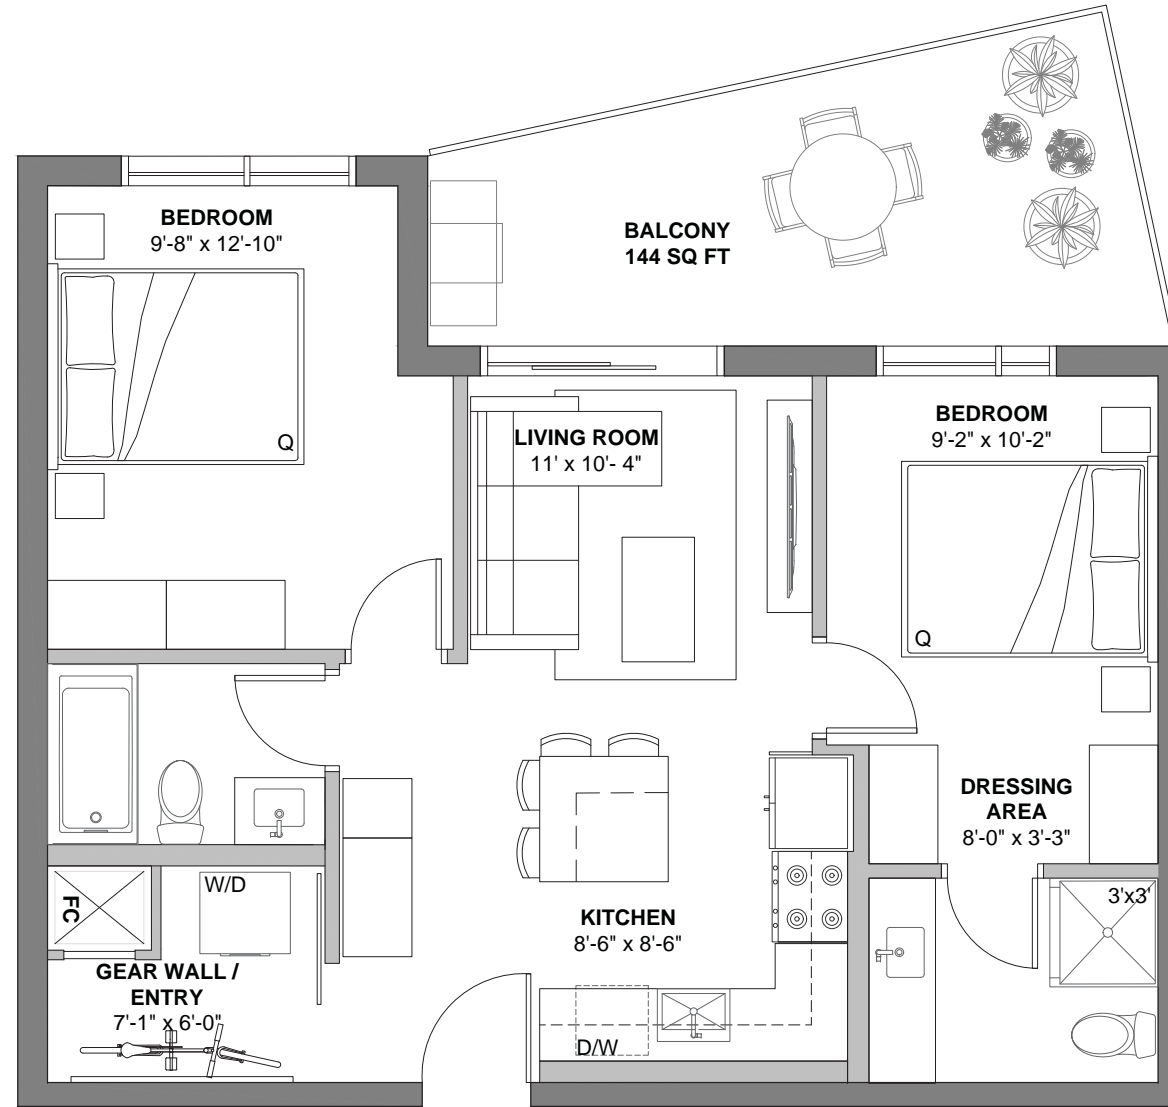 BEDROOM
9'-8" x 12'-10"
BALCONY
144 SQ FT
Q
LIVING ROOM
11' x 10'- 4"
BEDROOM
9'-2" x 10'-2"
Q
DRESSING
AREA
8'-0" x 3'-3"
W/D
FC
3'x3'
KITCHEN
8'-6" x 8'-6"
GEAR WALL /
ENTRY
7'-1" x 6'-0"
D/W